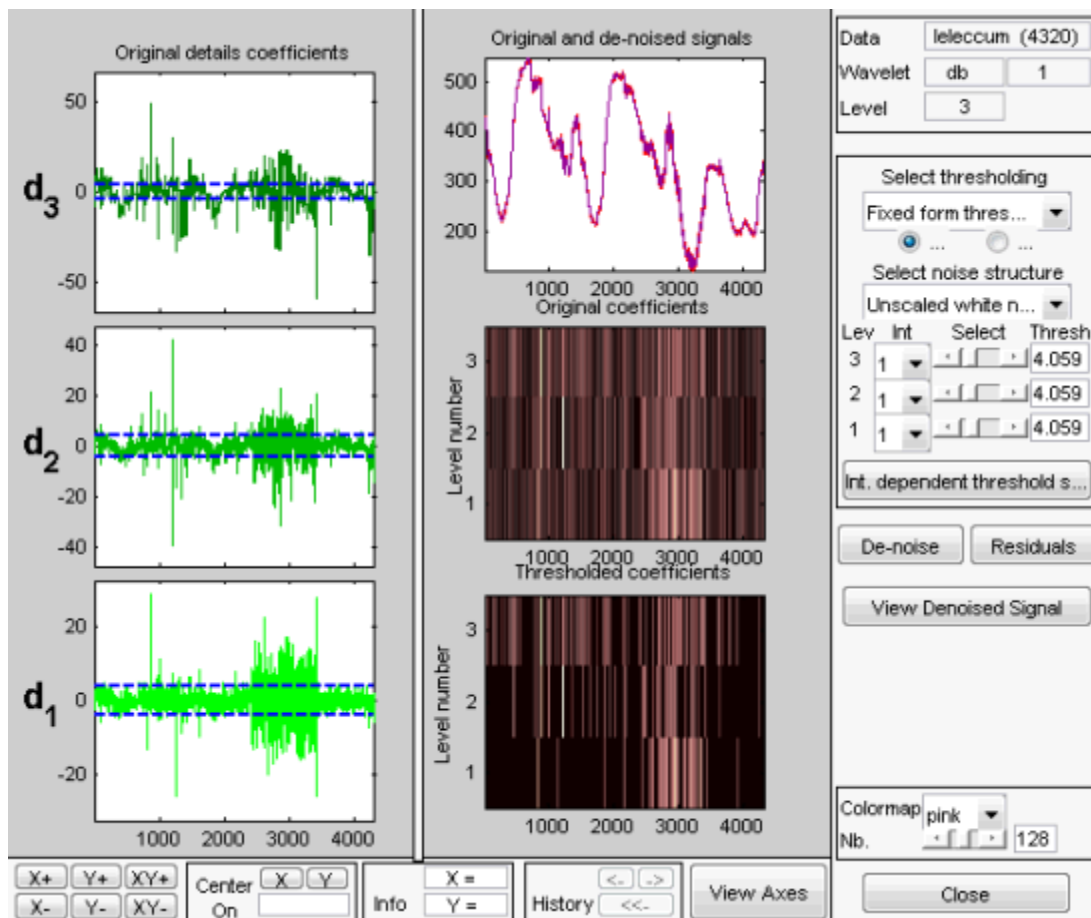 Original details coefficients
50
0
-50
d3
1000 2000 3000 4000
40
20
0
-20
-40
d2
20
0
-20
d1
1000 2000 3000 4000
Original and de-noised signals
500
400
300
200
1000 2000 3000 4000
Original coefficients
3
2
1
Level number
1000 2000 3000 4000
Thresholded coefficients
3
2
1
Level number
1000 2000 3000 4000
Data leleccum (4320)
Wavelet db 1
Level 3
Select thresholding
Fixed form thres...
... ...
Select noise structure
Unscaled white n...
Lev Int Select Thresh
3 1 4.059
2 1 4.059
1 1 4.059
Int. dependent threshold s...
De-noise Residuals
View Denoised Signal
Colormap pink
Nb. 128
X+ Y+ XY+
X- Y- XY-
Center On X Y
Info X =
Y =
History <- ->
<<-
View Axes
Close